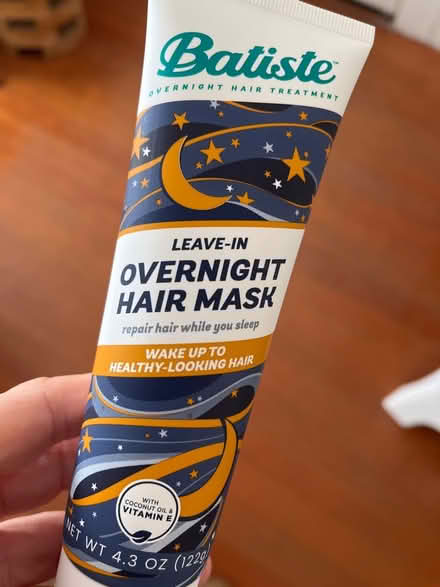 Batiste™
OVERNIGHT HAIR TREATMENT
LEAVE-IN
OVERNIGHT
HAIR MASK
repair hair while you sleep
WAKE UP TO
HEALTHY-LOOKING HAIR
WITH
COCONUT OIL &
VITAMIN E
NET WT 4.3 OZ (122g)